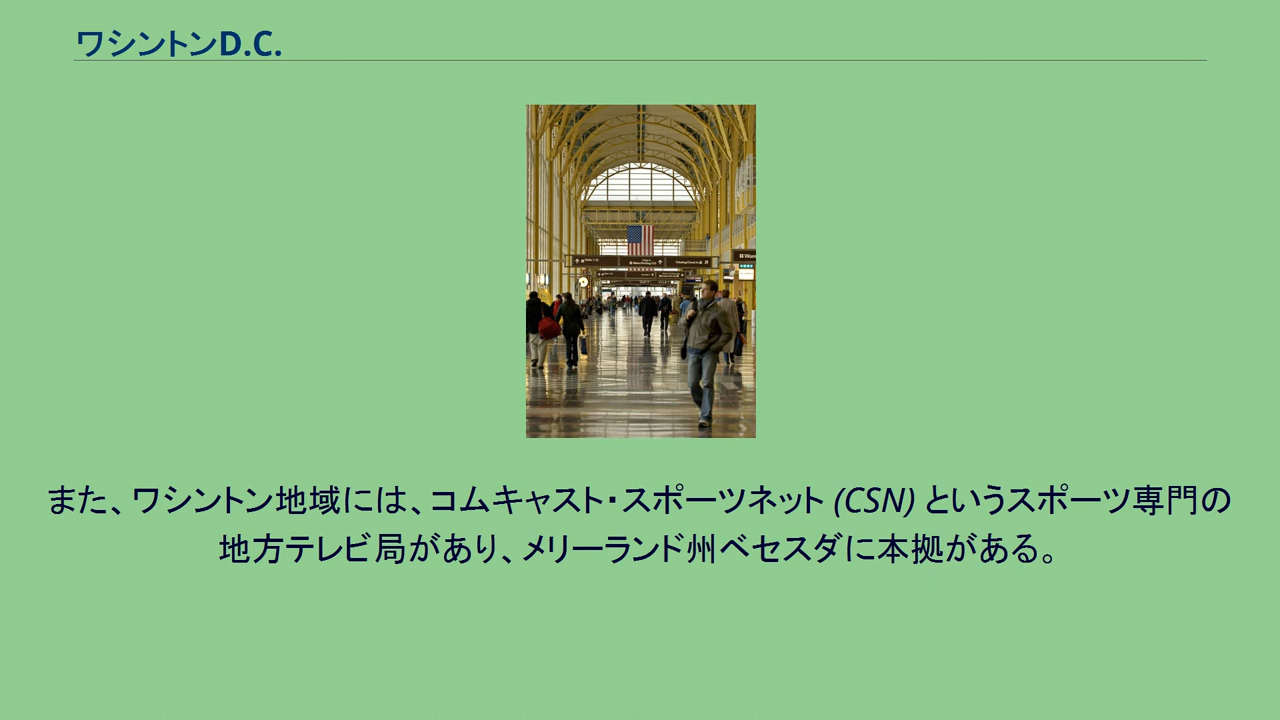 ワシントンD.C.
また、ワシントン地域には、コムキャスト・スポーツネット (CSN) というスポーツ専門の
地方テレビ局があり、メリーランド州ベセスダに本拠がある。